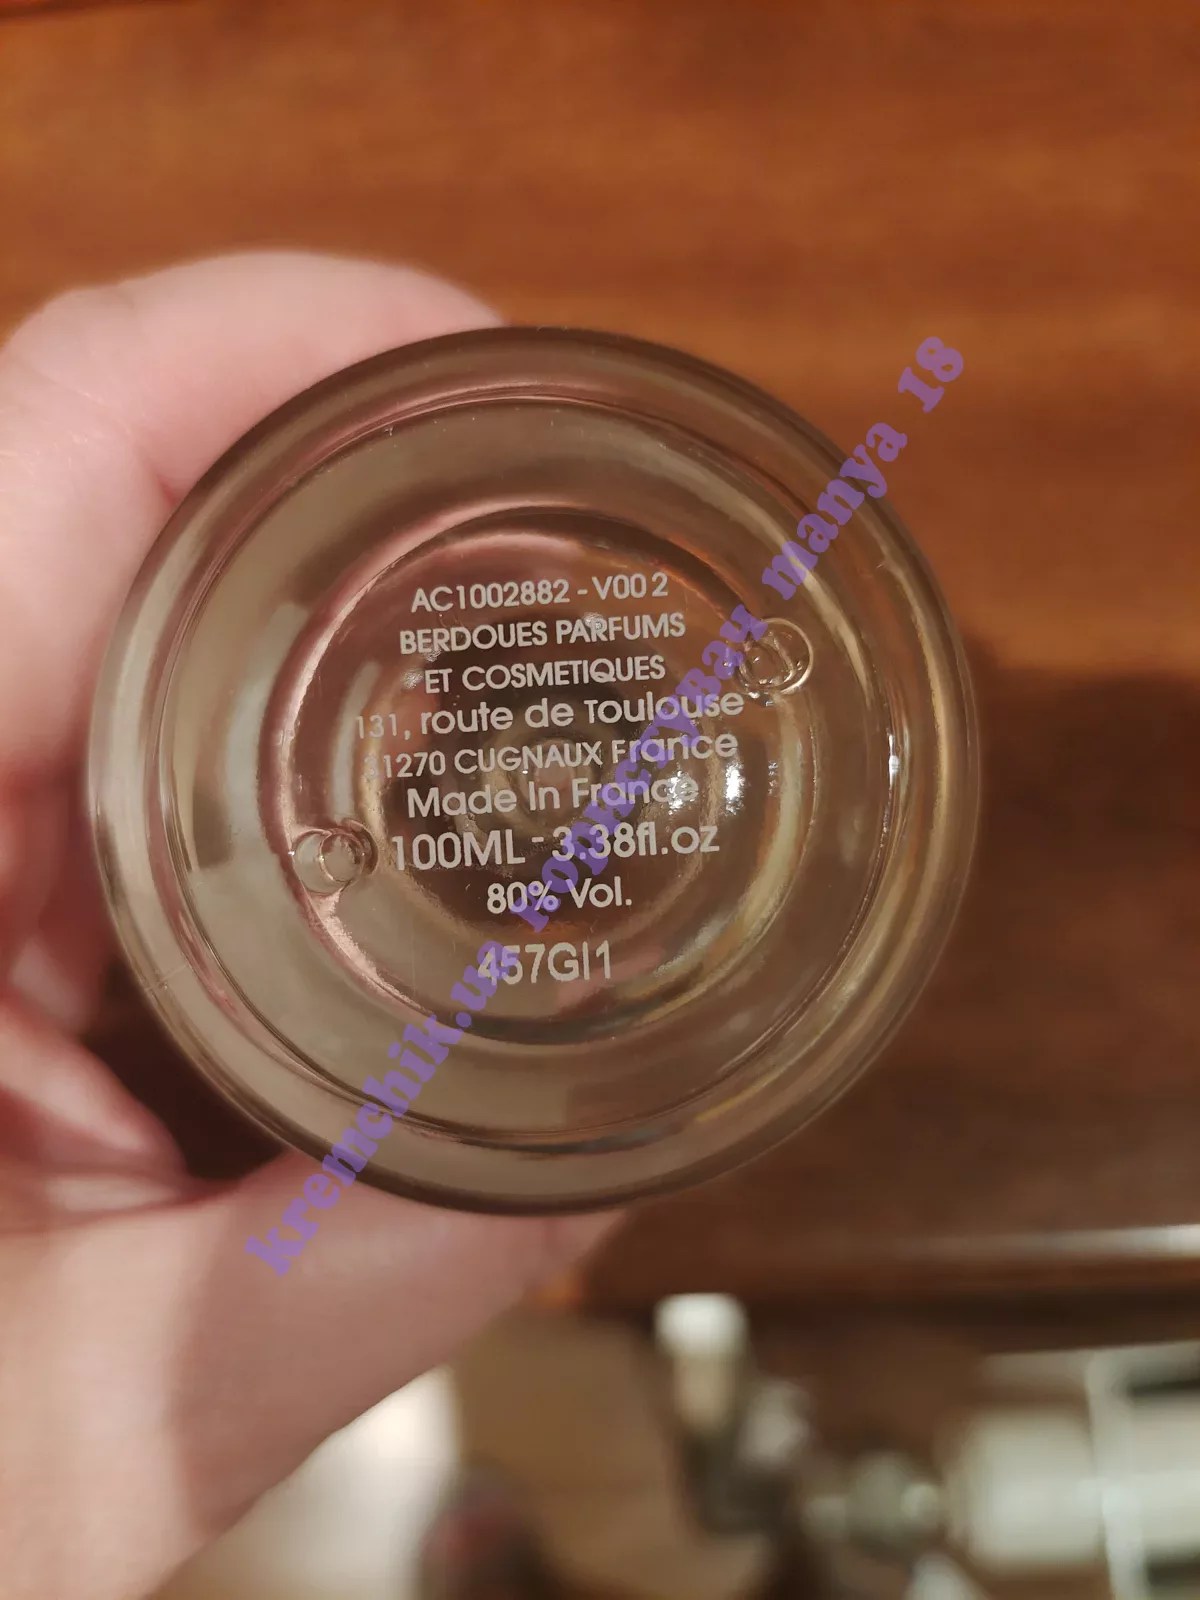 AC1002882 - V00 2
BERDOUES PARFUMS
ET COSMETIQUES
131, route de Toulouse
31270 CUGNAUX France
Made In France
100ML - 3.38fl.oz
80% Vol.
457GI1
kremchik.ua користувач manya 18